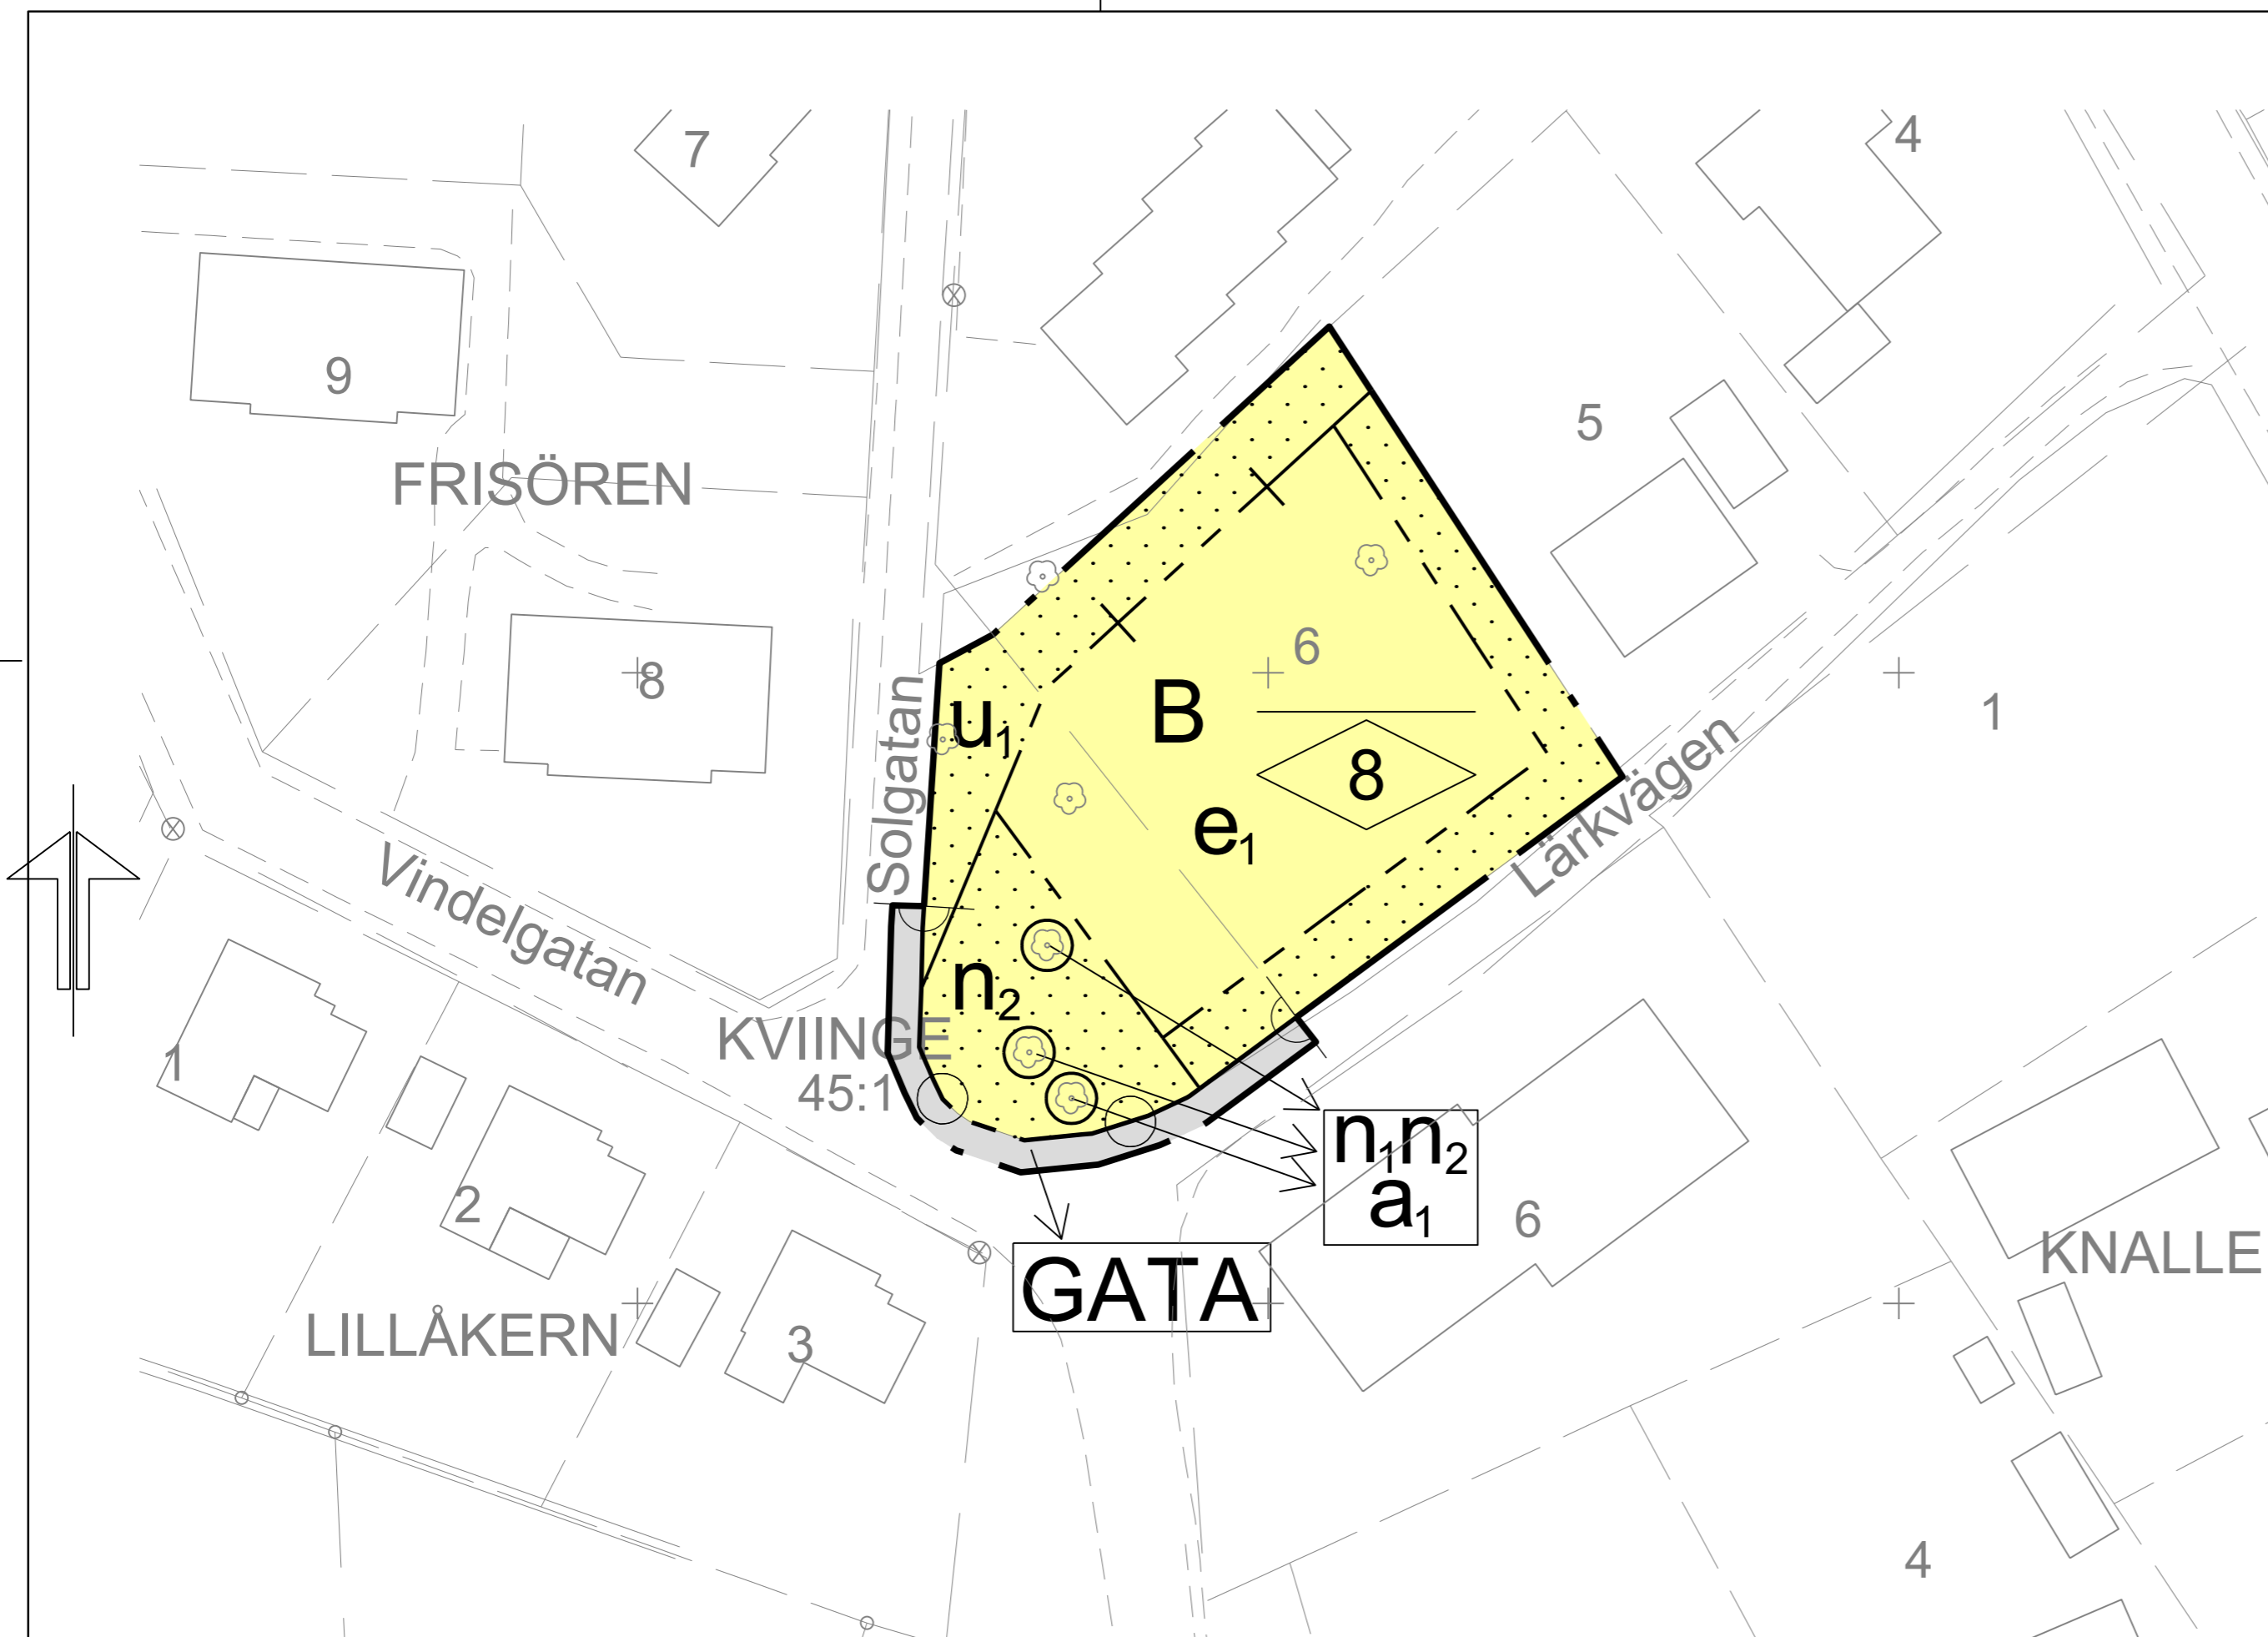 7
4
9
5
FRISÖREN
8
6
1
u1
B
8
e1
Solgatan
Lärkvägen
Vindelgatan
n2
KVIINGE
45:1
1
n1n2
a1
2
6
GATA
KNALLE
LILLÅKERN
3
4